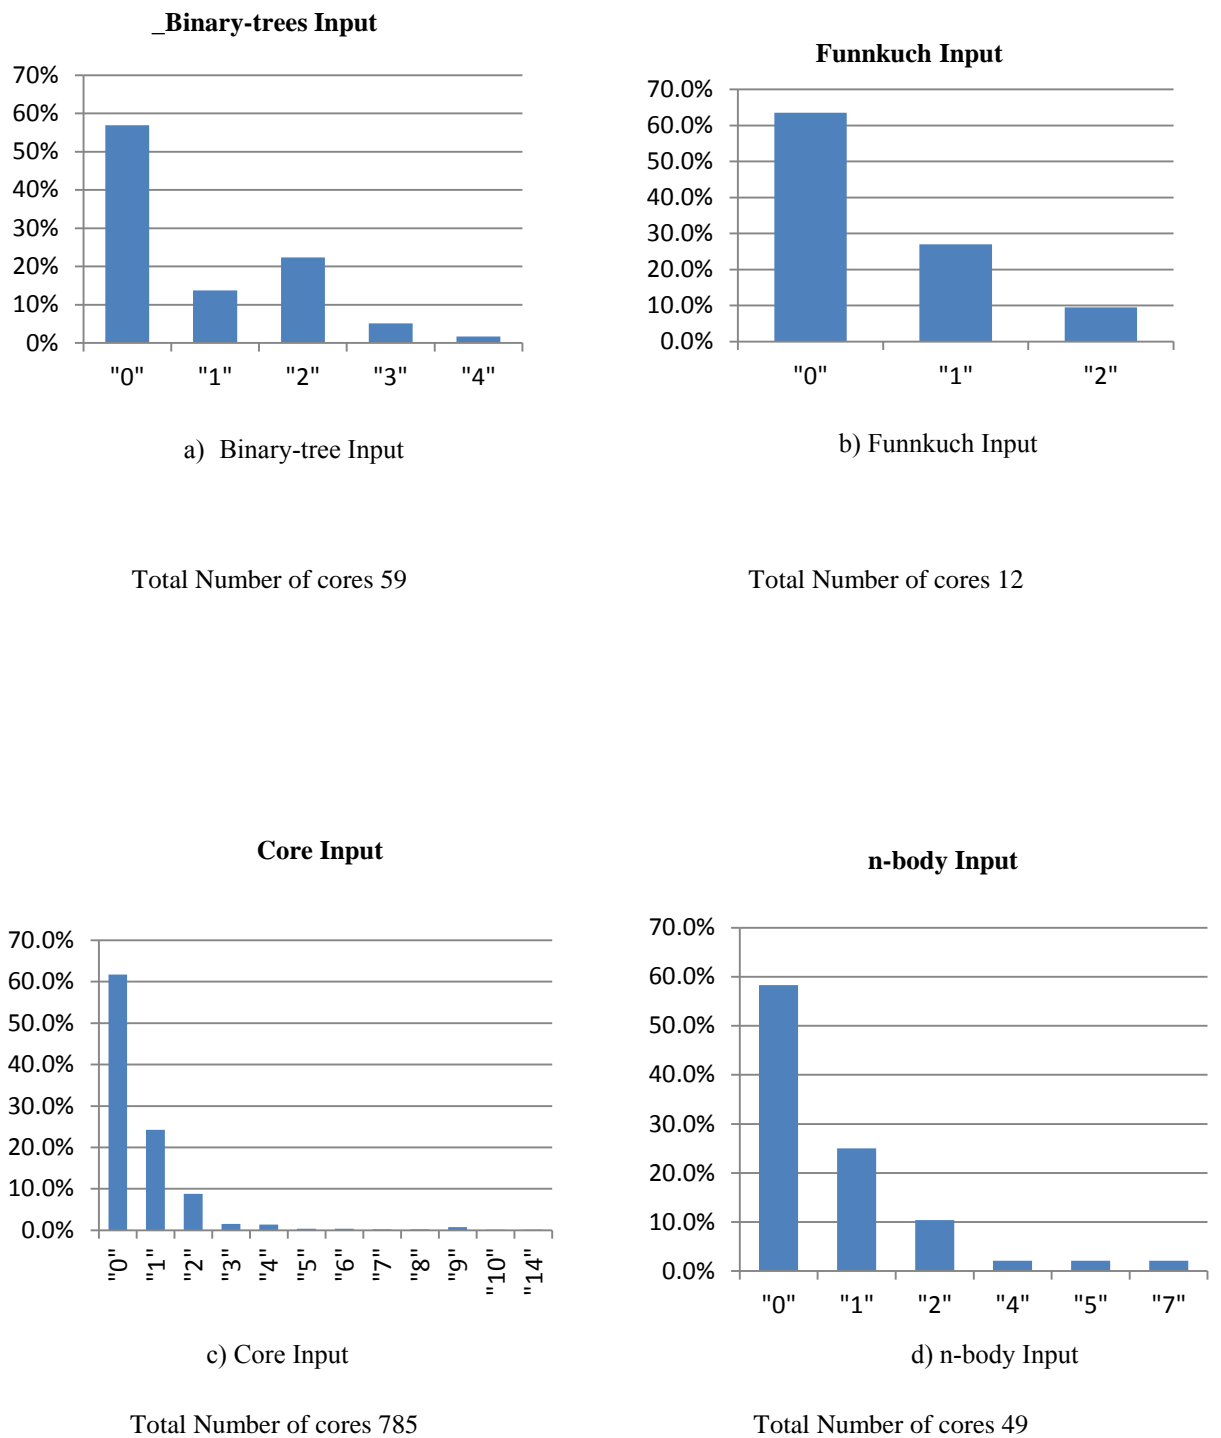 _Binary-trees Input
70%
60%
50%
40%
30%
20%
10%
0%
"0" "1" "2" "3" "4"
a) Binary-tree Input
Total Number of cores 59
Funnkuch Input
70.0%
60.0%
50.0%
40.0%
30.0%
20.0%
10.0%
0.0%
"0" "1" "2"
b) Funnkuch Input
Total Number of cores 12
Core Input
70.0%
60.0%
50.0%
40.0%
30.0%
20.0%
10.0%
0.0%
"0" "1" "2" "3" "4" "5" "6" "7" "8" "9" "10" "14"
c) Core Input
Total Number of cores 785
n-body Input
70.0%
60.0%
50.0%
40.0%
30.0%
20.0%
10.0%
0.0%
"0" "1" "2" "4" "5" "7"
d) n-body Input
Total Number of cores 49